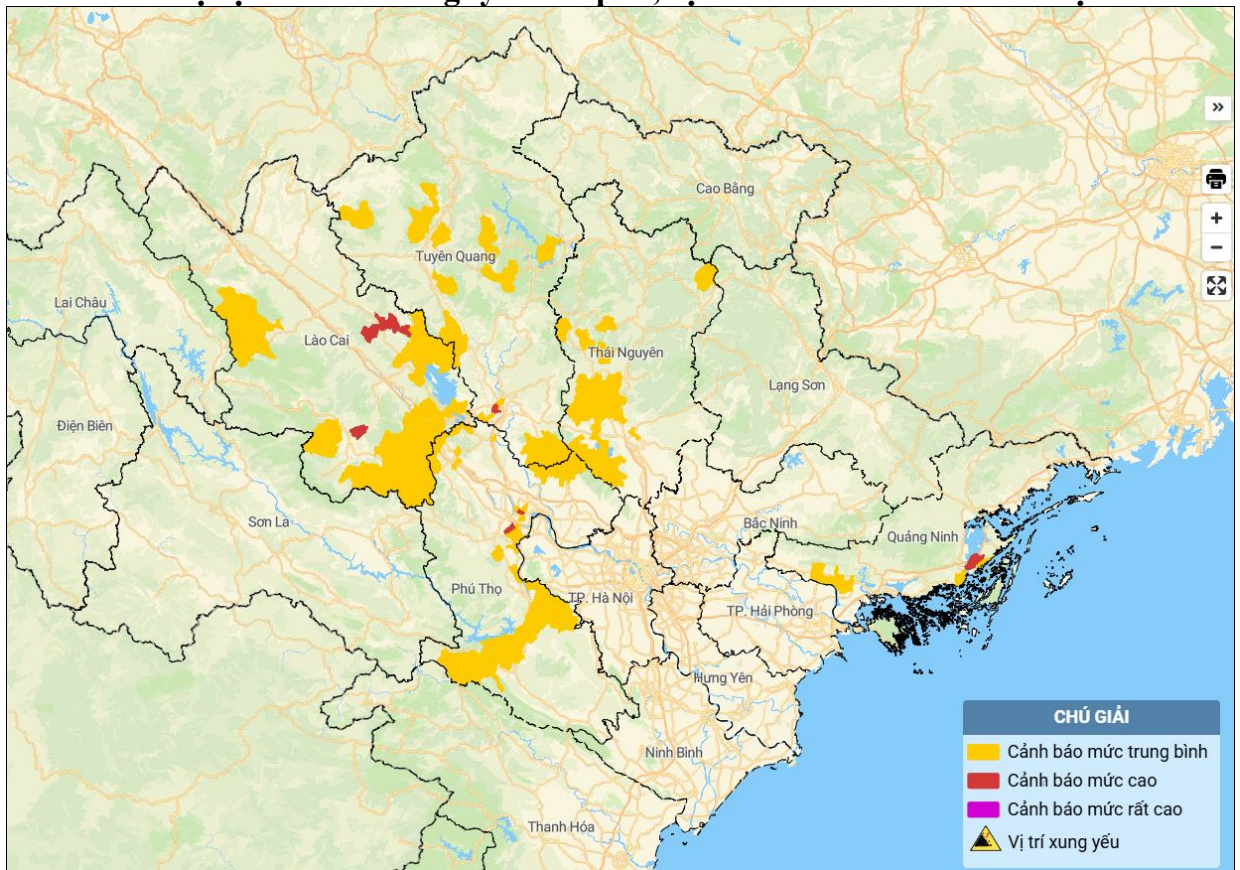 Cao Bằng
Tuyên Quang
Lai Châu
Lào Cai
Thái Nguyên
Lạng Sơn
Điện Biên
Sơn La
Bắc Ninh
Quảng Ninh
Phú Thọ
TP. Hà Nội
TP. Hải Phòng
Hưng Yên
Ninh Bình
Thanh Hóa
CHÚ GIẢI
Cảnh báo mức trung bình
Cảnh báo mức cao
Cảnh báo mức rất cao
Vị trí xung yếu